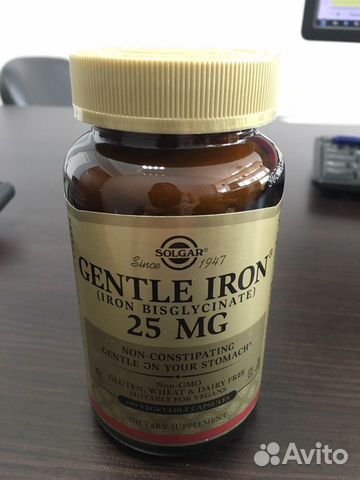 SOLGAR®
Since 1947
GENTLE IRON®
(IRON BISGLYCINATE)
25 MG
NON-CONSTIPATING
GENTLE ON YOUR STOMACH*
NON-GMO
GLUTEN, WHEAT & DAIRY FREE
SUITABLE FOR VEGANS
VEGETABLE CAPSULES
DIETARY SUPPLEMENT
Avito